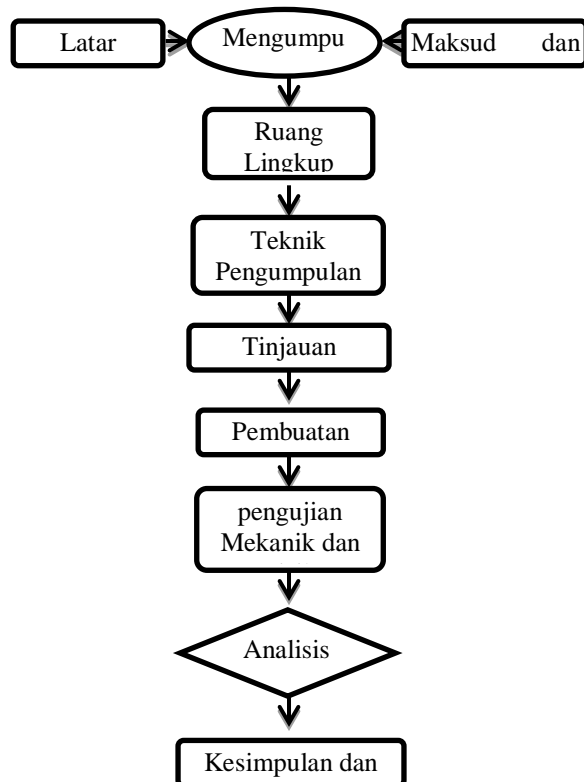 Latar
Mengumpu
Maksud dan
Ruang
Lingkup
Teknik
Pengumpulan
Tinjauan
Pembuatan
pengujian
Mekanik dan
Analisis
Kesimpulan dan